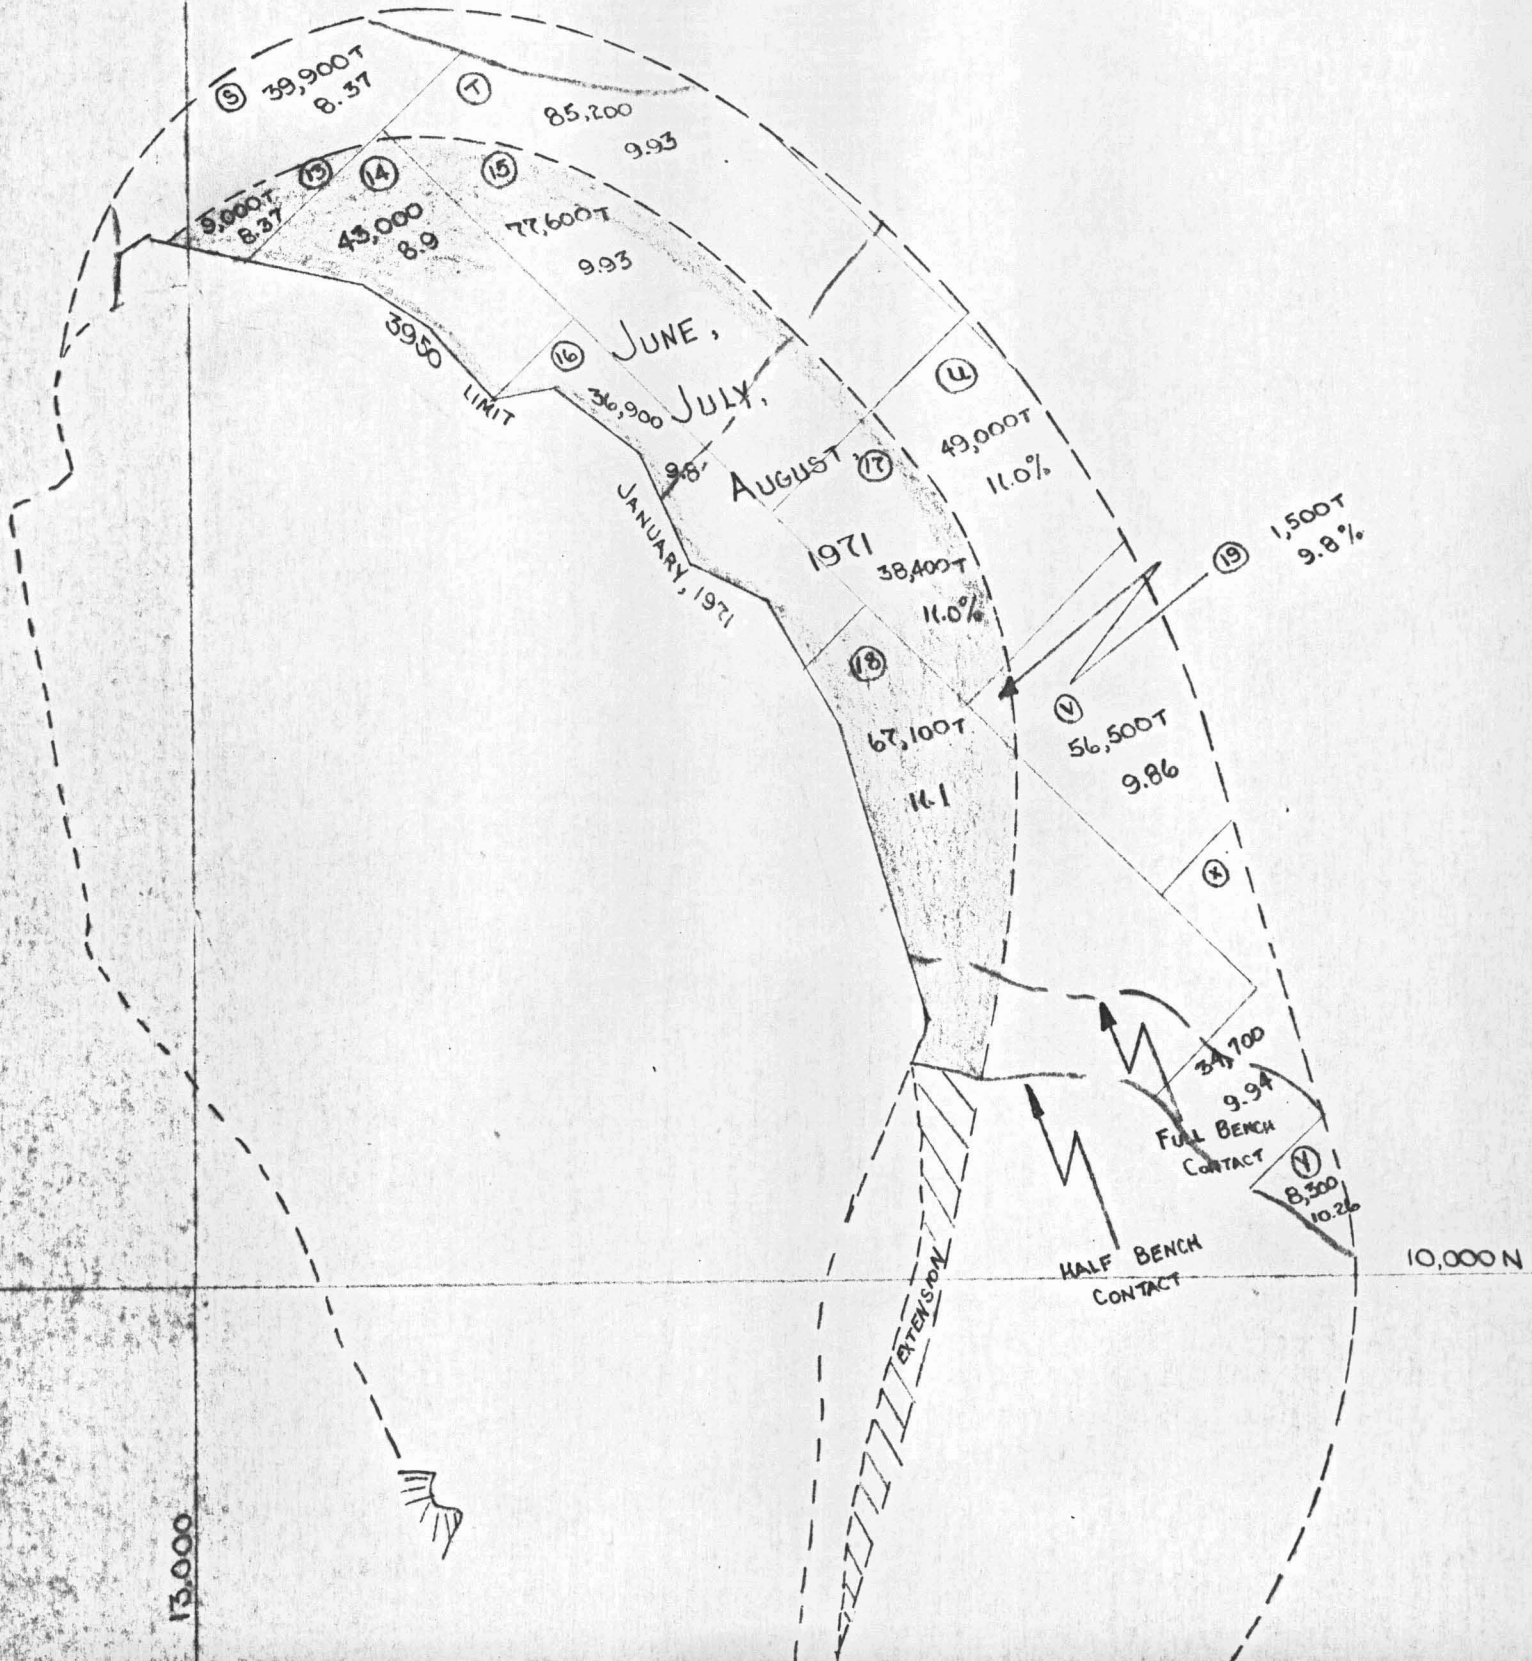 Ⓢ 39,900T
8.37
Ⓣ
85,200
9.93
⑬
9,000T
8.37
⑭
43,000
8.9
⑮
77,600T
9.93
3950
LIMIT
JANUARY, 1971
⑯
36,900
9.8
JUNE,
JULY,
AUGUST,
1971
⑰
38,400T
11.0%
Ⓤ
49,000T
11.0%
⑲ 1,500T
9.8%
⑱
67,100T
11.1
Ⓥ
56,500T
9.86
Ⓧ
34,700
9.94
FULL BENCH
CONTACT
Ⓨ
8,300
10.26
HALF BENCH
CONTACT
EXTENSION
10,000 N
13,000